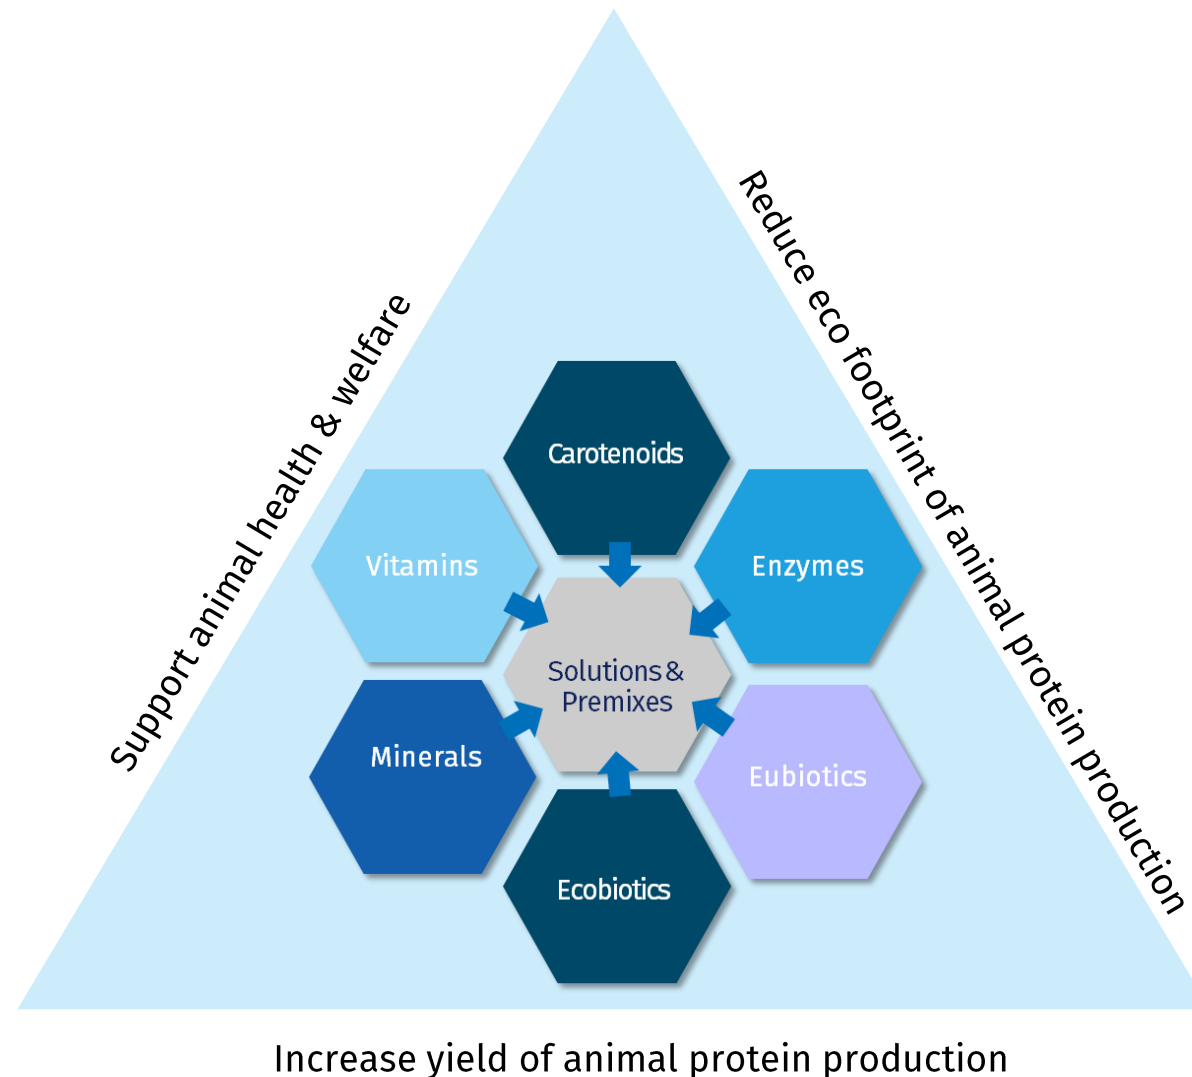 Reduce eco footprint of animal protein production
Support animal health & welfare
Carotenoids
Vitamins
Enzymes
Solutions &
Premixes
Minerals
Eubiotics
Ecobiotics
Increase yield of animal protein production